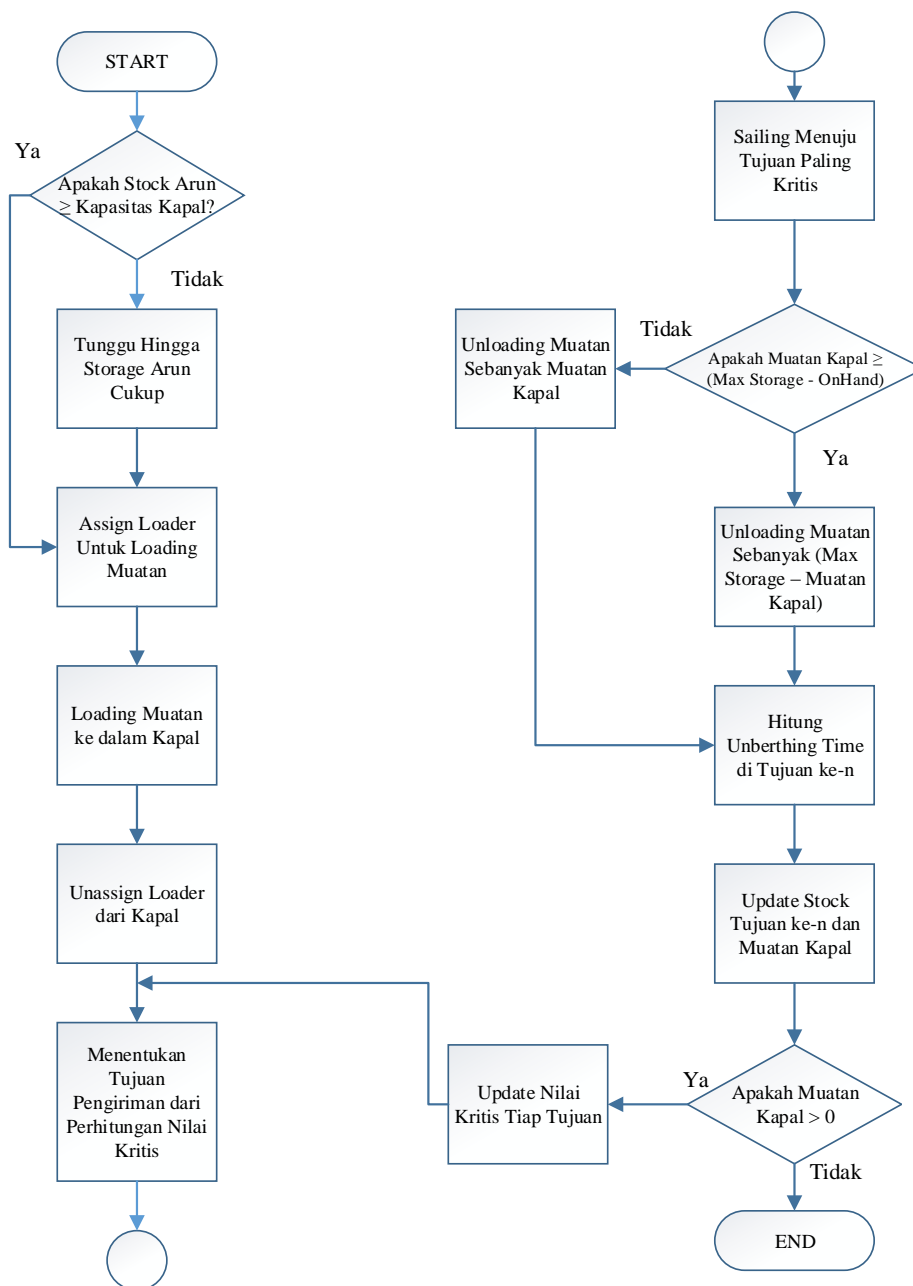 START
Ya
Apakah Stock Arun
≥ Kapasitas Kapal?
Tidak
Tunggu Hingga
Storage Arun
Cukup
Assign Loader
Untuk Loading
Muatan
Loading Muatan
ke dalam Kapal
Unassign Loader
dari Kapal
Menentukan
Tujuan
Pengiriman dari
Perhitungan Nilai
Kritis
Sailing Menuju
Tujuan Paling
Kritis
Apakah Muatan Kapal ≥
(Max Storage - OnHand)
Tidak
Unloading Muatan
Sebanyak Muatan
Kapal
Ya
Unloading Muatan
Sebanyak (Max
Storage – Muatan
Kapal)
Hitung
Unberthing Time
di Tujuan ke-n
Update Stock
Tujuan ke-n dan
Muatan Kapal
Apakah Muatan
Kapal > 0
Ya
Update Nilai
Kritis Tiap Tujuan
Tidak
END